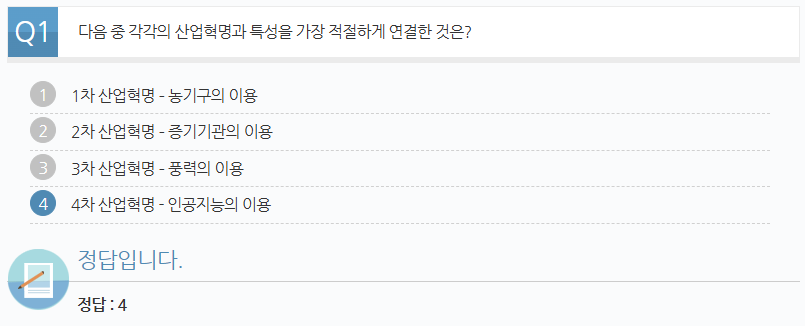 Q1 다음 중 각각의 산업혁명과 특성을 가장 적절하게 연결한 것은?
1 1차 산업혁명 - 농기구의 이용
2 2차 산업혁명 - 증기기관의 이용
3 3차 산업혁명 - 풍력의 이용
4 4차 산업혁명 - 인공지능의 이용
정답입니다.
정답 : 4